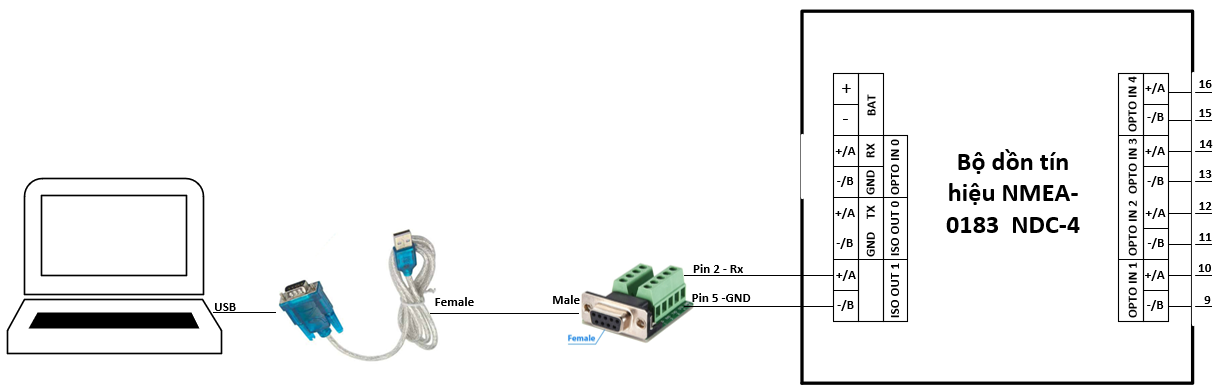 USB
Female
Male
Female
Pin 2 - Rx
Pin 5 -GND
+
-
BAT
+/A
-/B
RX
GND
OPTO IN 0
+/A
-/B
TX
GND
ISO OUT 0
+/A
-/B
ISO OUT 1
Bộ dồn tín
hiệu NMEA-
0183 NDC-4
OPTO IN 4
+/A
-/B
16
15
OPTO IN 3
+/A
-/B
14
13
OPTO IN 2
+/A
-/B
12
11
OPTO IN 1
+/A
-/B
10
9